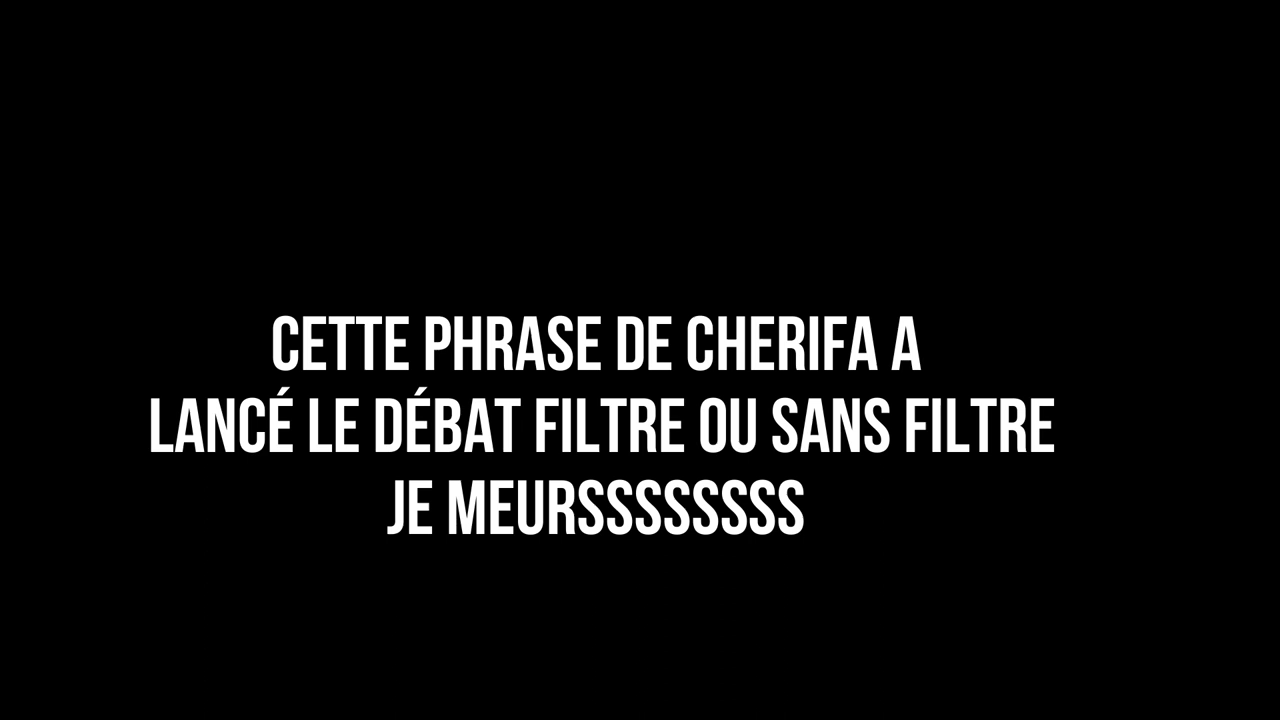 CETTE PHRASE DE CHERIFA A
LANCÉ LE DÉBAT FILTRE OU SANS FILTRE
JE MEURSSSSSSSS